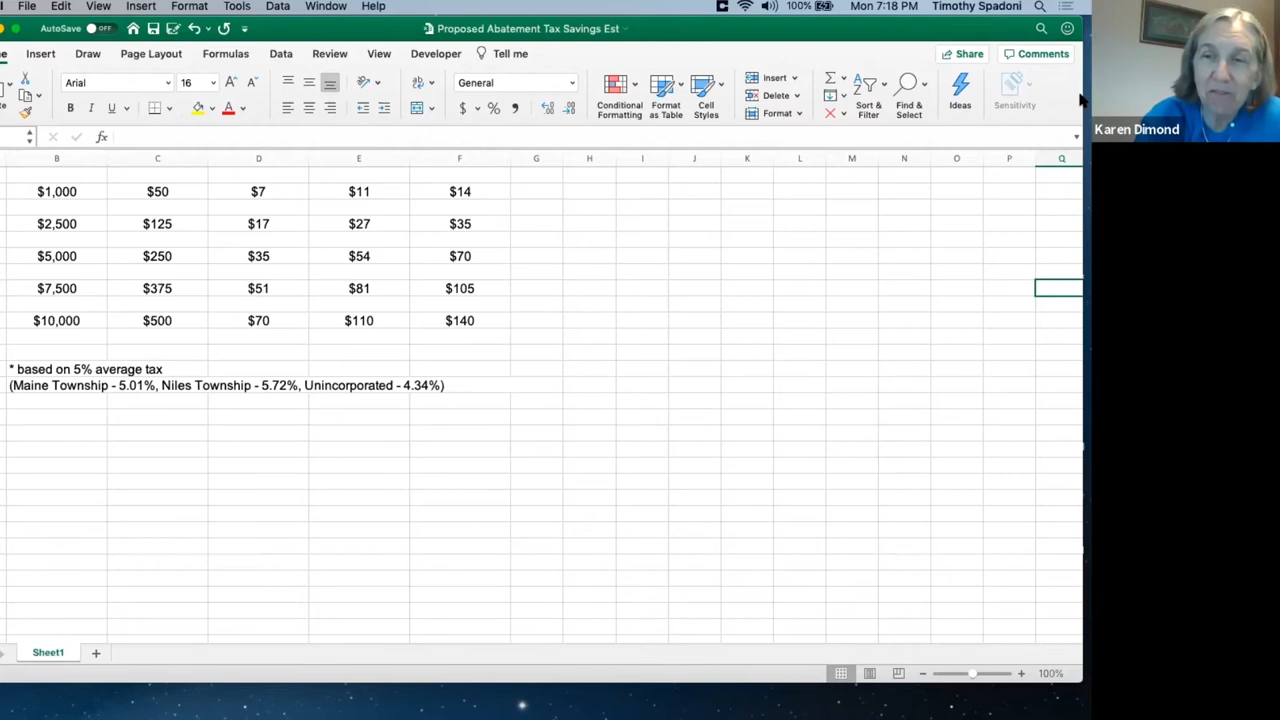 File Edit View Insert Format Tools Data Window Help 100% Mon 7:18 PM Timothy Spadoni
AutoSave OFF Proposed Abatement Tax Savings Est
Insert Draw Page Layout Formulas Data Review View Developer Tell me Share Comments
Arial 16 General Insert Σ
B I U A $ % Conditional Formatting Format as Table Cell Styles Delete Format Sort & Filter Find & Select Ideas Sensitivity
Karen Dimond
fx
B C D E F G H I J K L M N O P Q
$1,000 $50 $7 $11 $14
$2,500 $125 $17 $27 $35
$5,000 $250 $35 $54 $70
$7,500 $375 $51 $81 $105
$10,000 $500 $70 $110 $140
* based on 5% average tax
(Maine Township - 5.01%, Niles Township - 5.72%, Unincorporated - 4.34%)
Sheet1 +
100%